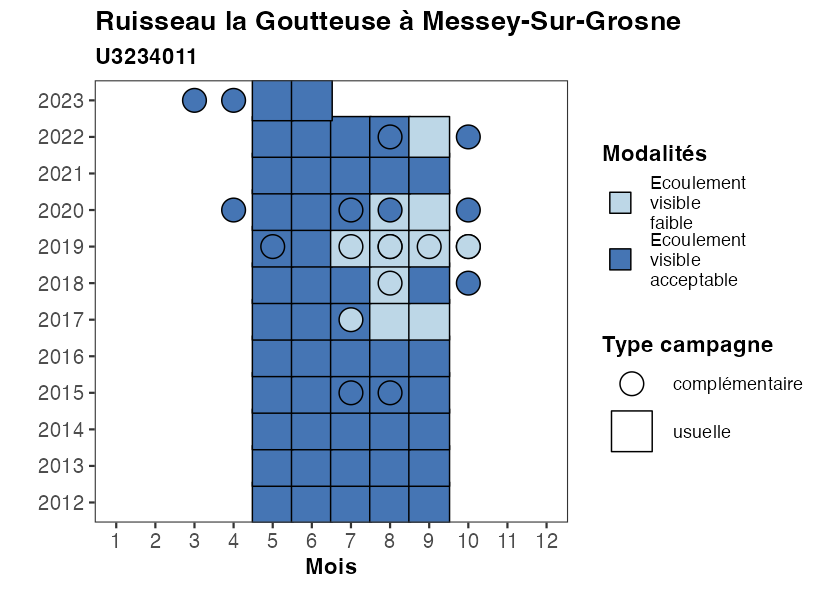 Ruisseau la Goutteuse à Messey-Sur-Grosne
U3234011
2023
2022
2021
2020
2019
2018
2017
2016
2015
2014
2013
2012
1 2 3 4 5 6 7 8 9 10 11 12
Mois
Modalités
Ecoulement
visible
faible
Ecoulement
visible
acceptable
Type campagne
complémentaire
usuelle